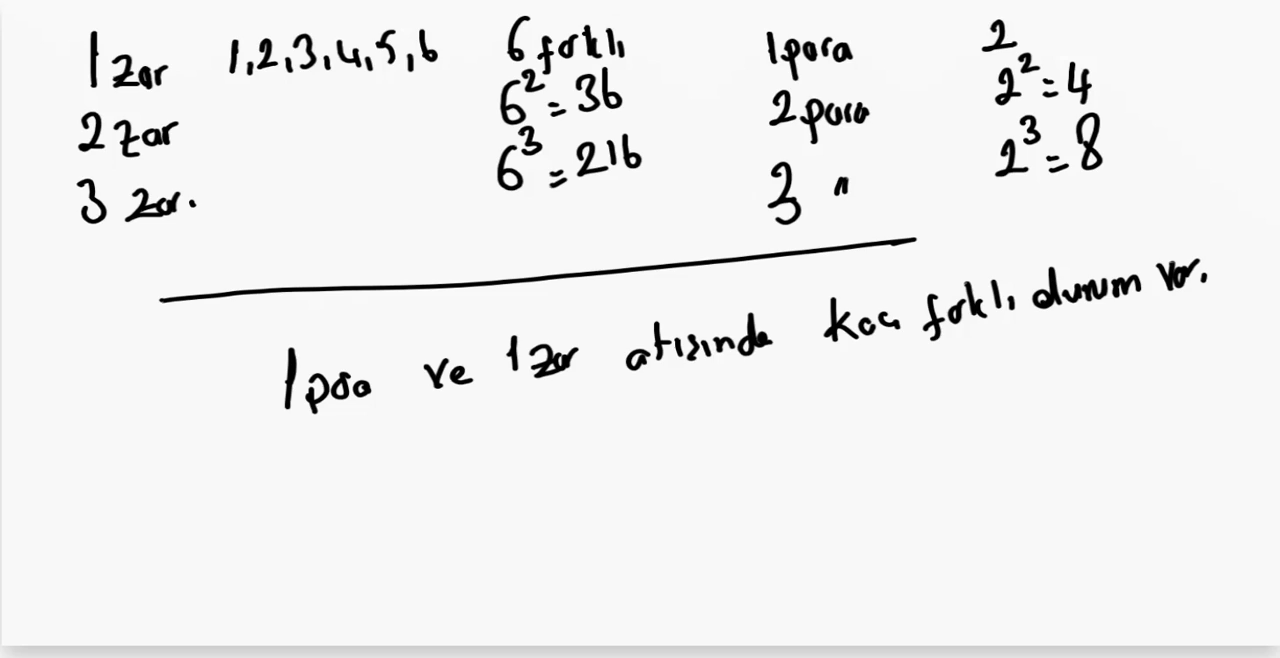 1 zar 1,2,3,4,5,6 6 farklı 1 para 2
2 zar 6² = 36 2 para 2² = 4
3 zar. 6³ = 216 3 " 2³ = 8
1 para ve 1 zar atışında kaç farklı durum var.